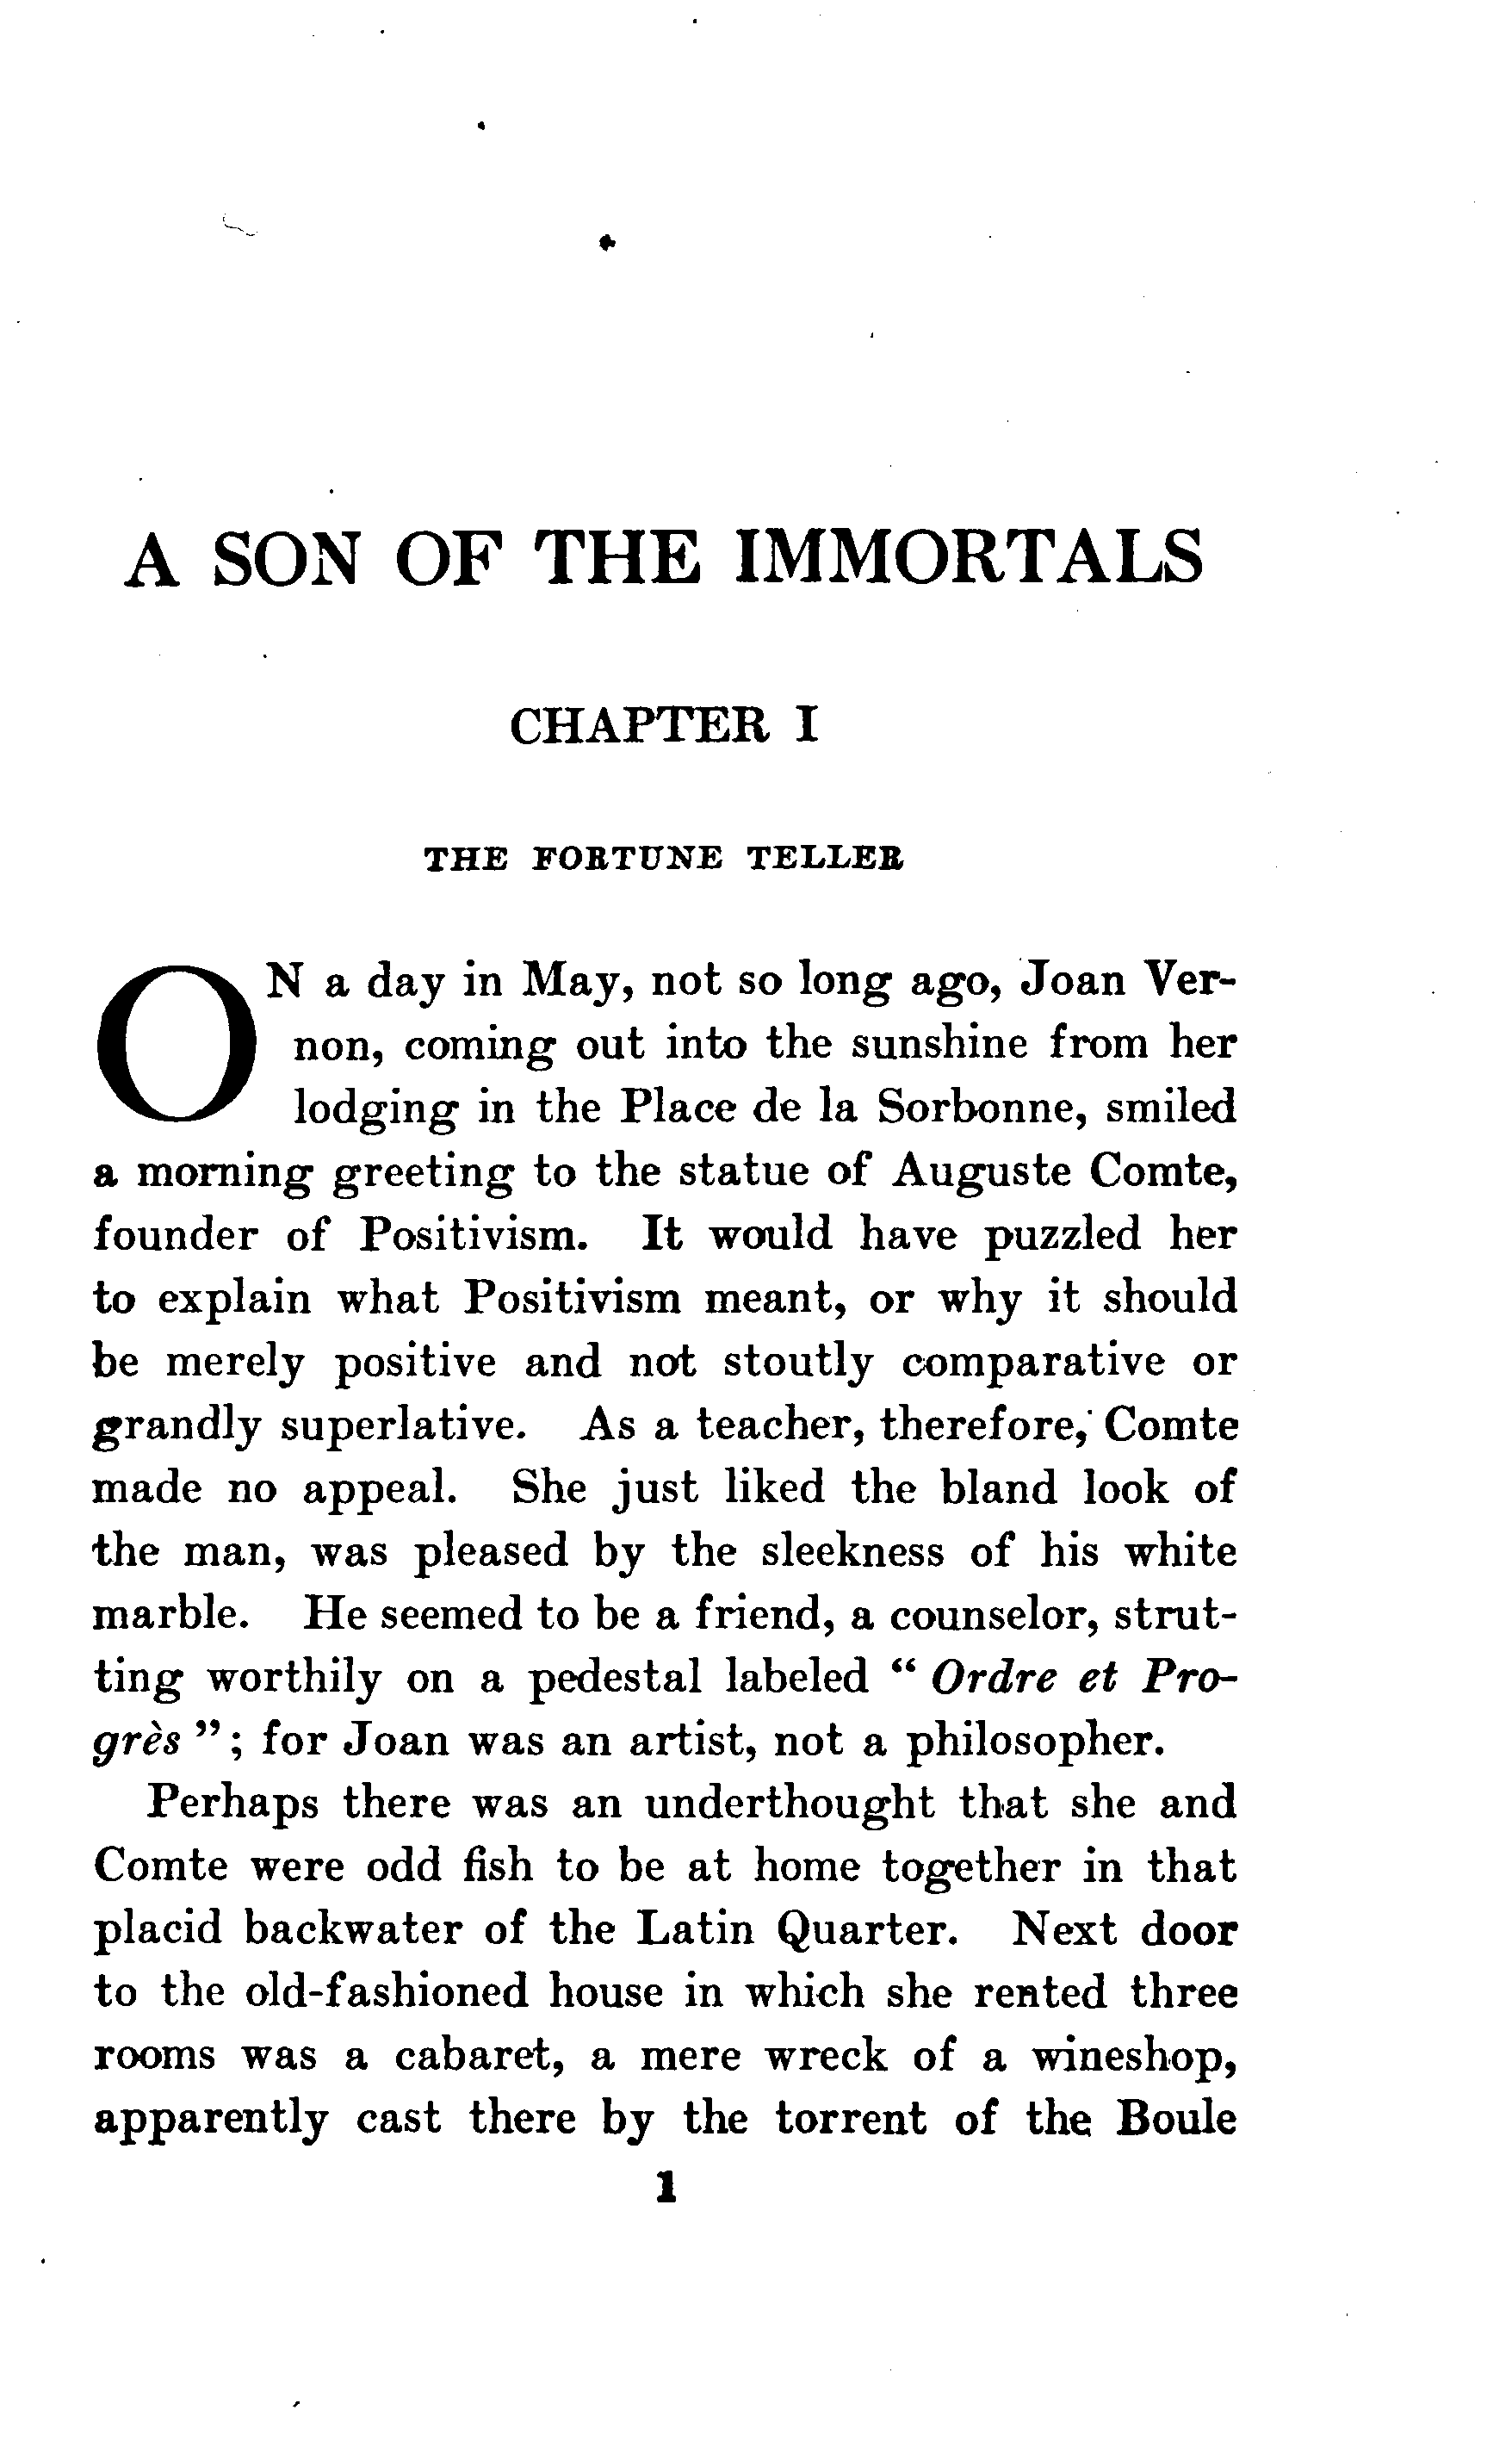 A SON OF THE IMMORTALS
CHAPTER I
THE FORTUNE TELLER
ON a day in May, not so long ago, Joan Ver-
non, coming out into the sunshine from her
lodging in the Place de la Sorbonne, smiled
a morning greeting to the statue of Auguste Comte,
founder of Positivism. It would have puzzled her
to explain what Positivism meant, or why it should
be merely positive and not stoutly comparative or
grandly superlative. As a teacher, therefore, Comte
made no appeal. She just liked the bland look of
the man, was pleased by the sleekness of his white
marble. He seemed to be a friend, a counselor, strut-
ting worthily on a pedestal labeled “ Ordre et Pro-
grès ”; for Joan was an artist, not a philosopher.
Perhaps there was an underthought that she and
Comte were odd fish to be at home together in that
placid backwater of the Latin Quarter. Next door
to the old-fashioned house in which she rented three
rooms was a cabaret, a mere wreck of a wineshop,
apparently cast there by the torrent of the Boule
1